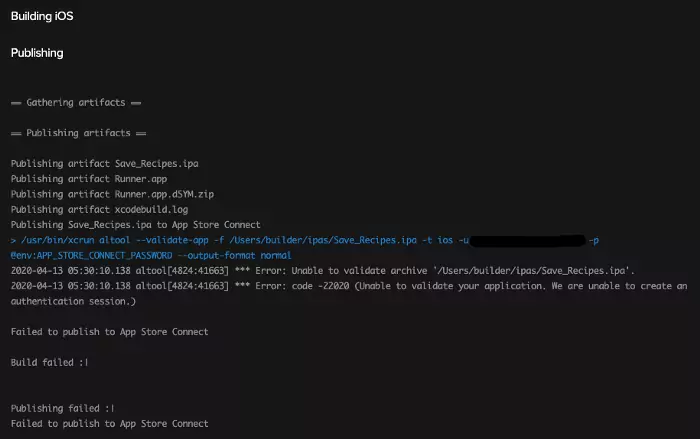 Building iOS
Publishing
== Gathering artifacts ==
== Publishing artifacts ==
Publishing artifact Save_Recipes.ipa
Publishing artifact Runner.app
Publishing artifact Runner.app.dSYM.zip
Publishing artifact xcodebuild.log
Publishing Save_Recipes.ipa to App Store Connect
> /usr/bin/xcrun altool --validate-app -f /Users/builder/ipas/Save_Recipes.ipa -t ios -u -p
@env:APP_STORE_CONNECT_PASSWORD --output-format normal
2020-04-13 05:30:10.138 altool[4824:41663] *** Error: Unable to validate archive '/Users/builder/ipas/Save_Recipes.ipa'.
2020-04-13 05:30:10.138 altool[4824:41663] *** Error: code -22020 (Unable to validate your application. We are unable to create an
authentication session.)
Failed to publish to App Store Connect
Build failed :|
Publishing failed :|
Failed to publish to App Store Connect